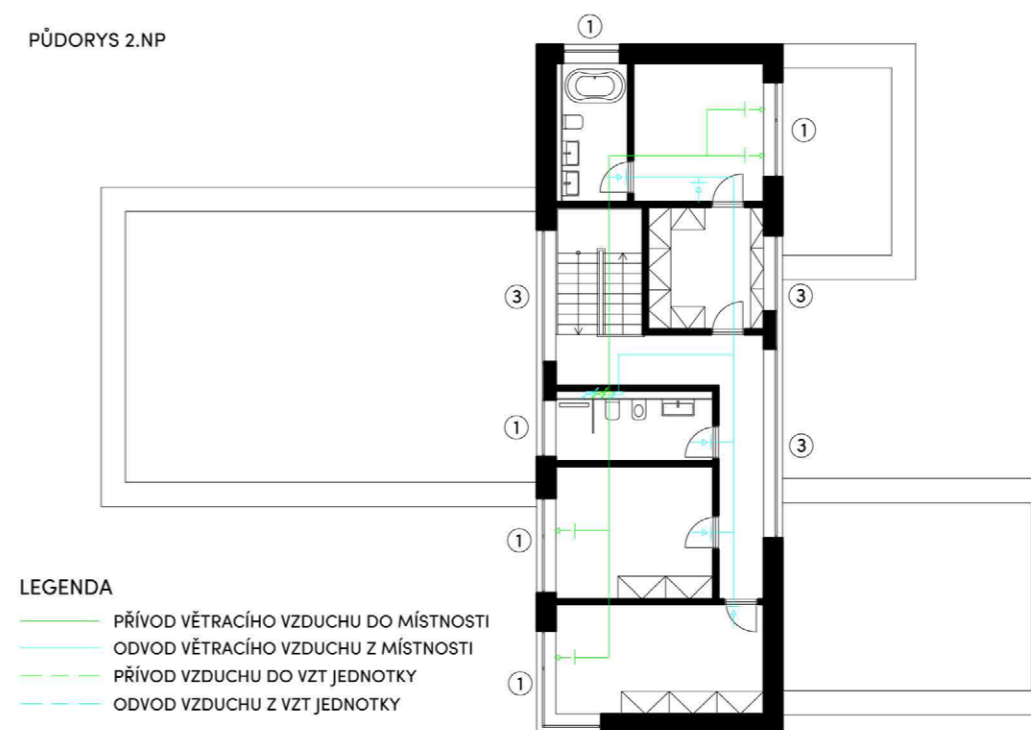 PŮDORYS 2.NP
1
1
3
3
1
3
1
1
LEGENDA
PŘÍVOD VĚTRACÍHO VZDUCHU DO MÍSTNOSTI
ODVOD VĚTRACÍHO VZDUCHU Z MÍSTNOSTI
PŘÍVOD VZDUCHU DO VZT JEDNOTKY
ODVOD VZDUCHU Z VZT JEDNOTKY